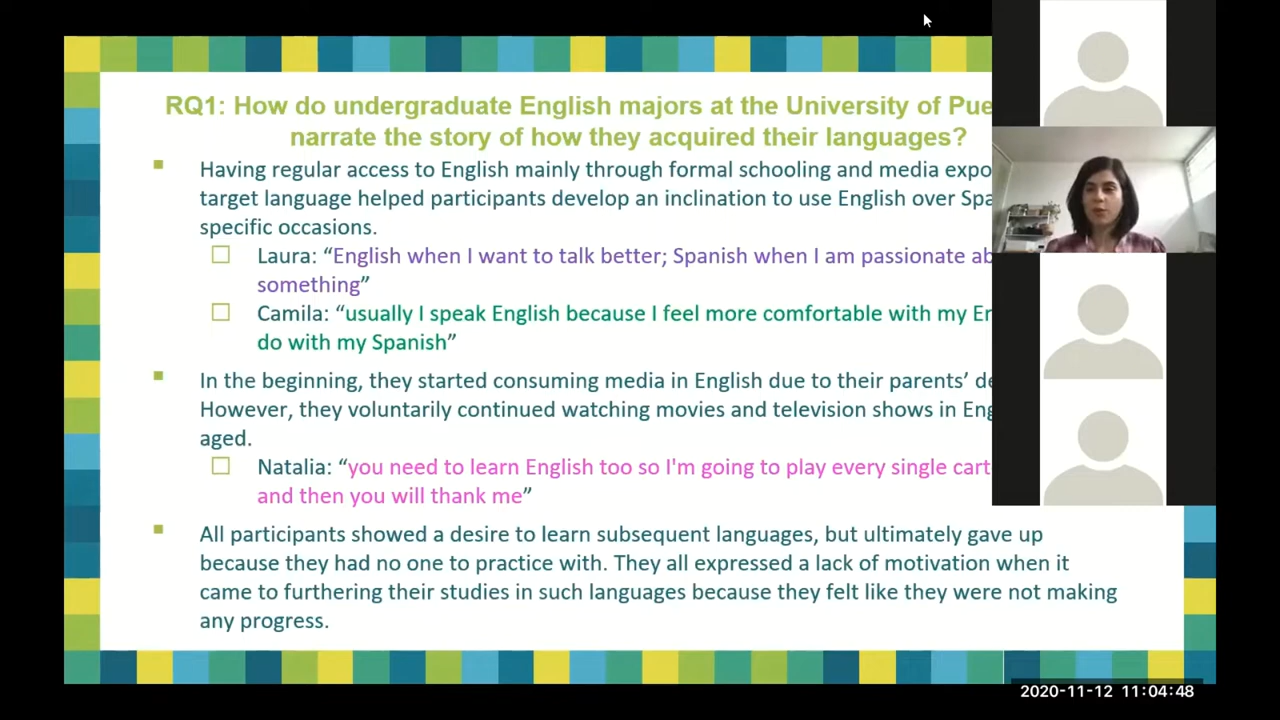 RQ1: How do undergraduate English majors at the University of
narrate the story of how they acquired their languages?
Having regular access to English mainly through formal schooling and media
target language helped participants develop an inclination to use English over
specific occasions.
Laura: “English when I want to talk better; Spanish when I am passionate
something”
Camila: “usually I speak English because I feel more comfortable with my
do with my Spanish”
In the beginning, they started consuming media in English due to their parents’
However, they voluntarily continued watching movies and television shows in
aged.
Natalia: “you need to learn English too so I'm going to play every single
and then you will thank me”
All participants showed a desire to learn subsequent languages, but ultimately gave up
because they had no one to practice with. They all expressed a lack of motivation when it
came to furthering their studies in such languages because they felt like they were not making
any progress.
2020-11-12 11:04:48